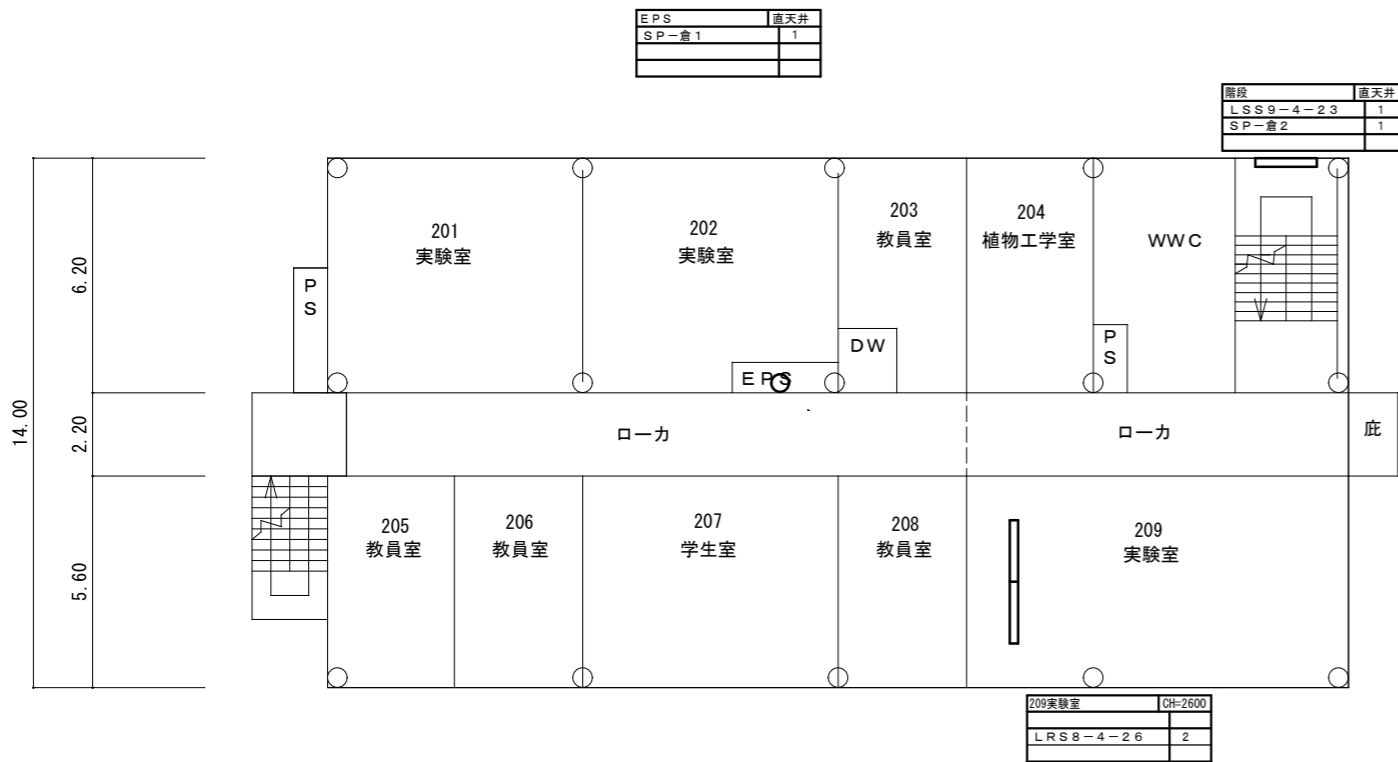 ＥＰＳ 直天井
ＳＰ－倉１ １
階段 直天井
ＬＳＳ９－４－２３ １
ＳＰ－倉２ １
201
実験室
202
実験室
203
教員室
204
植物工学室
ＷＷＣ
ＰＳ
ＥＰＳ
ＤＷ
ＰＳ
6.20
2.20
5.60
14.00
ローカ
ローカ
庇
205
教員室
206
教員室
207
学生室
208
教員室
209
実験室
209実験室 CH=2600
ＬＲＳ８－４－２６ ２